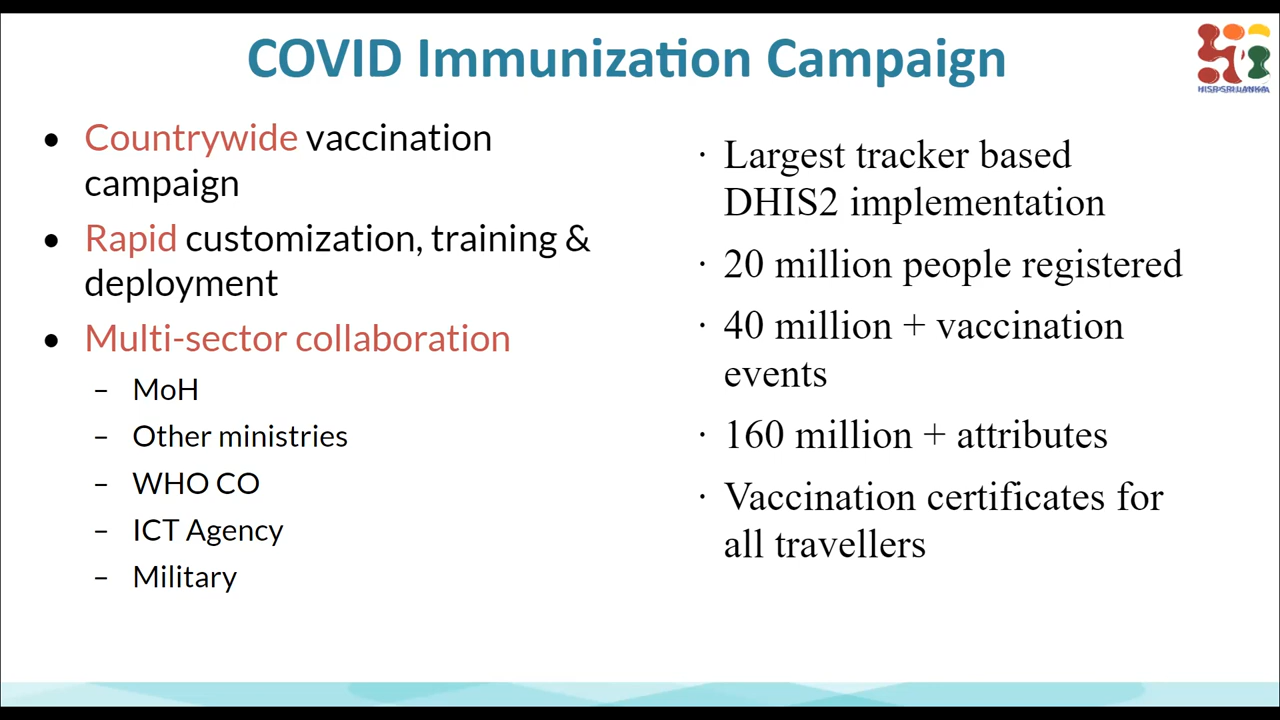 COVID Immunization Campaign
HISP SRI LANKA
• Countrywide vaccination
campaign
• Rapid customization, training &
deployment
• Multi-sector collaboration
– MoH
– Other ministries
– WHO CO
– ICT Agency
– Military
· Largest tracker based
DHIS2 implementation
· 20 million people registered
· 40 million + vaccination
events
· 160 million + attributes
· Vaccination certificates for
all travellers